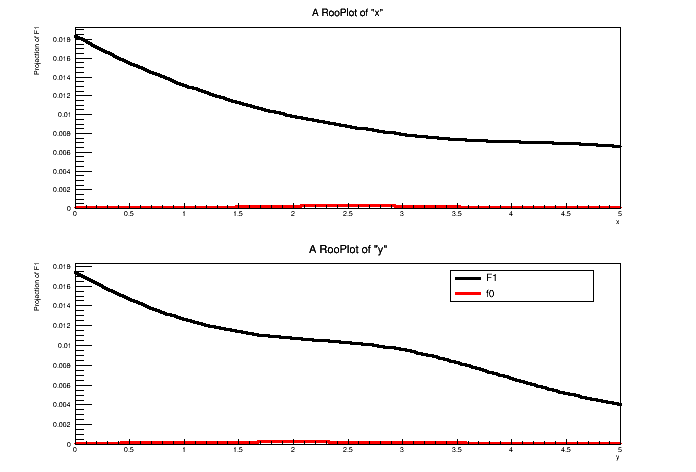 A RooPlot of "x"
Projection of F1
0.018
0.016
0.014
0.012
0.01
0.008
0.006
0.004
0.002
0
0 0.5 1 1.5 2 2.5 3 3.5 4 4.5 5
x
A RooPlot of "y"
Projection of F1
0.018
0.016
0.014
0.012
0.01
0.008
0.006
0.004
0.002
0
F1
f0
0 0.5 1 1.5 2 2.5 3 3.5 4 4.5 5
y